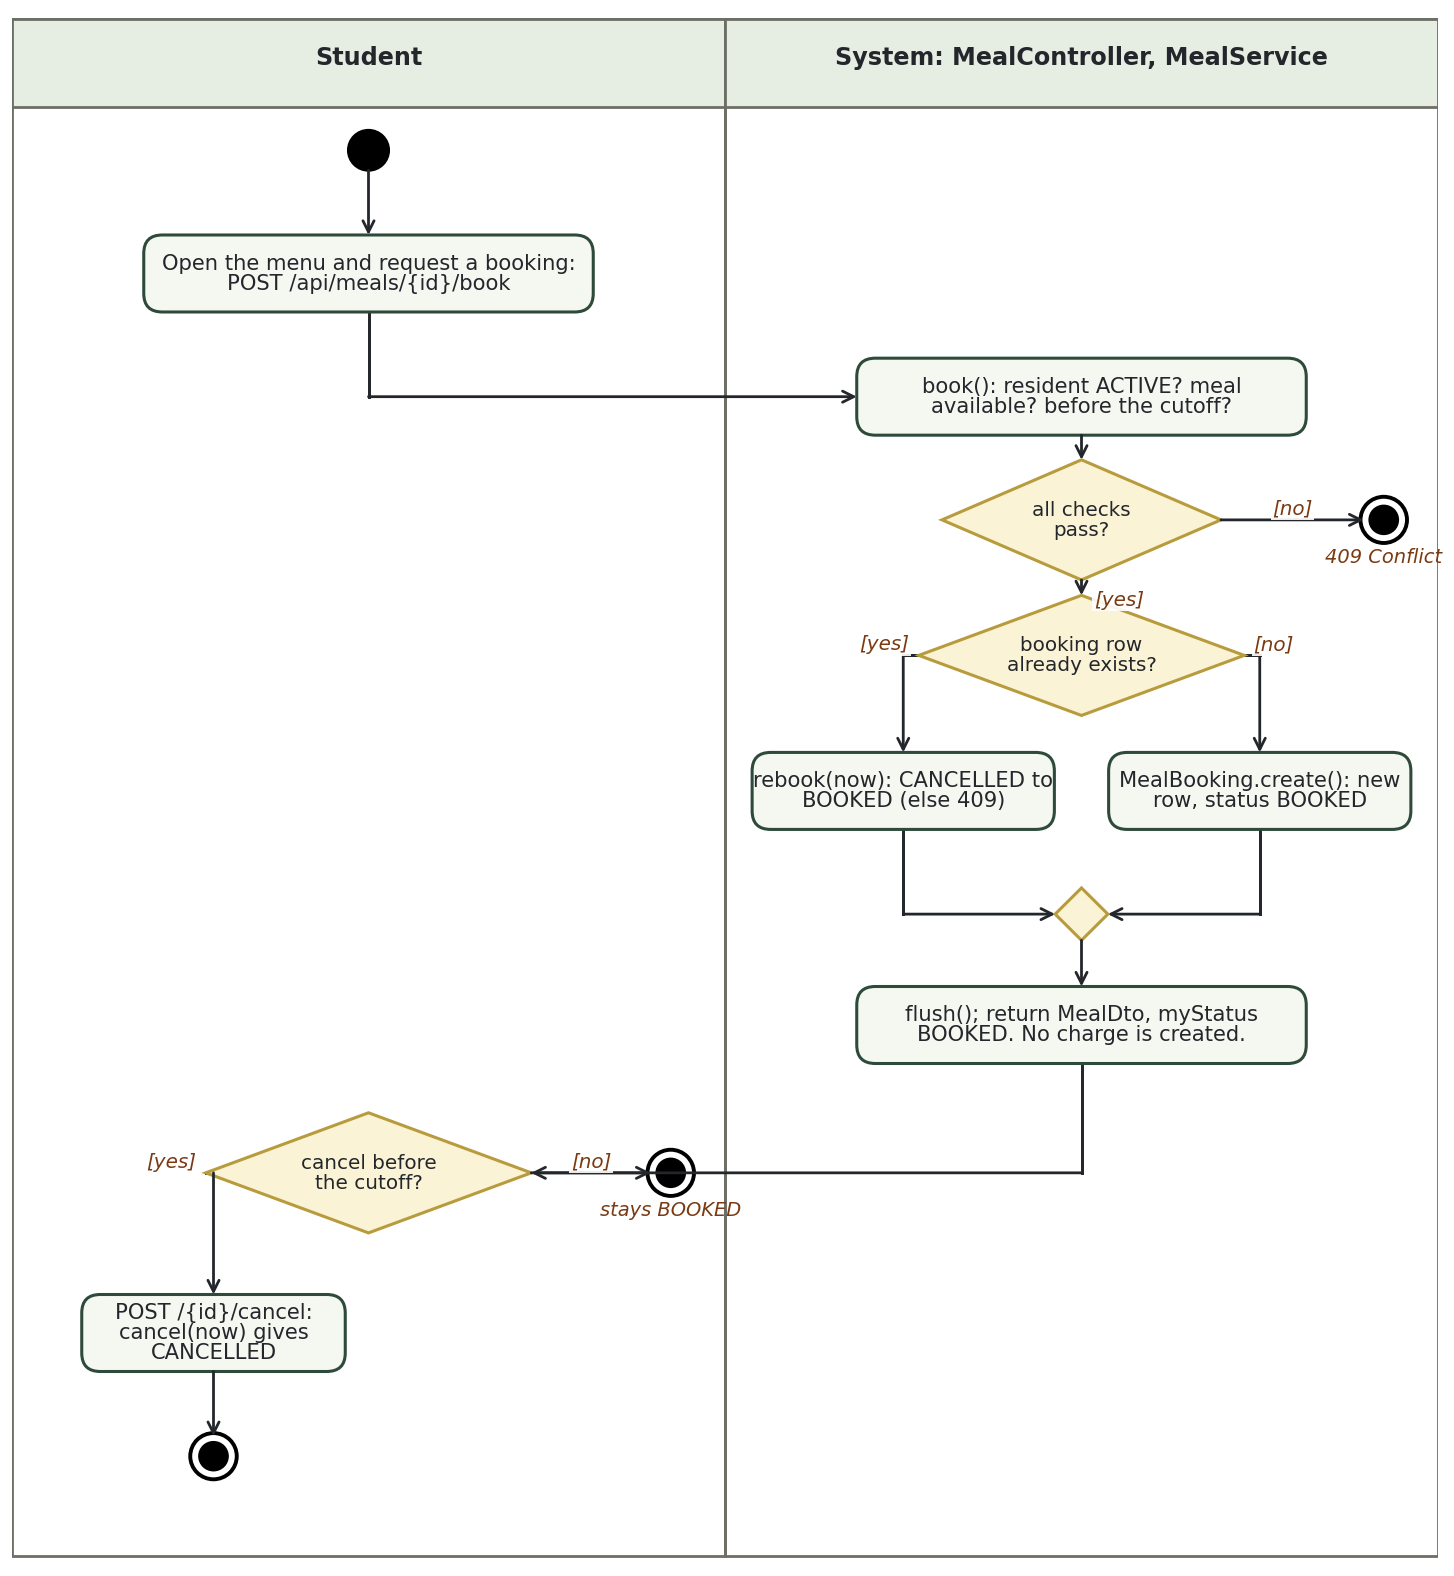 Student
System: MealController, MealService
Open the menu and request a booking:
POST /api/meals/{id}/book
book(): resident ACTIVE? meal
available? before the cutoff?
all checks
pass?
[no]
409 Conflict
[yes]
booking row
already exists?
[yes]
[no]
rebook(now): CANCELLED to
BOOKED (else 409)
MealBooking.create(): new
row, status BOOKED
flush(); return MealDto, myStatus
BOOKED. No charge is created.
cancel before
the cutoff?
[yes]
[no]
stays BOOKED
POST /{id}/cancel:
cancel(now) gives
CANCELLED